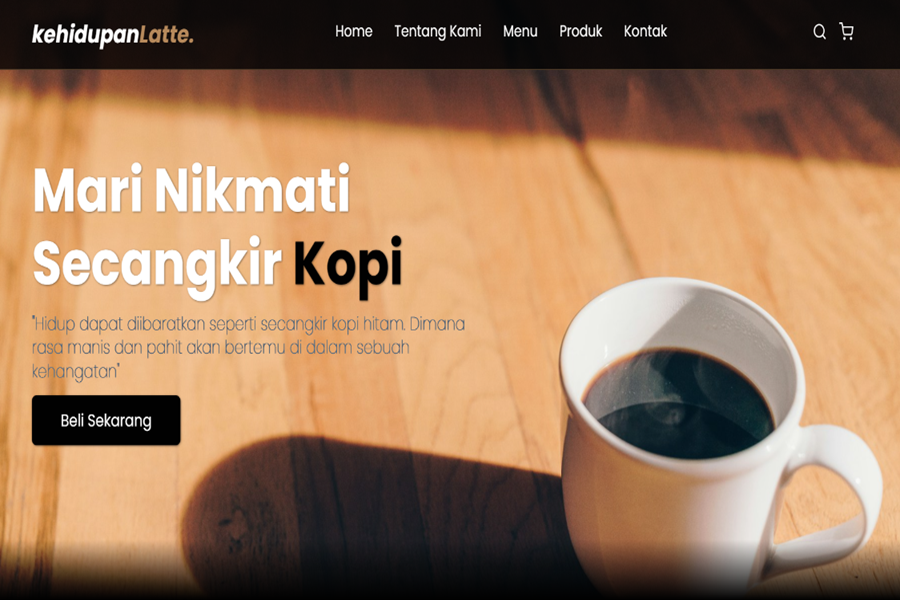 kehidupanLatte.
Home Tentang Kami Menu Produk Kontak
Mari Nikmati
Secangkir Kopi
"Hidup dapat diibaratkan seperti secangkir kopi hitam. Dimana
rasa manis dan pahit akan bertemu di dalam sebuah
kehangatan"
Beli Sekarang